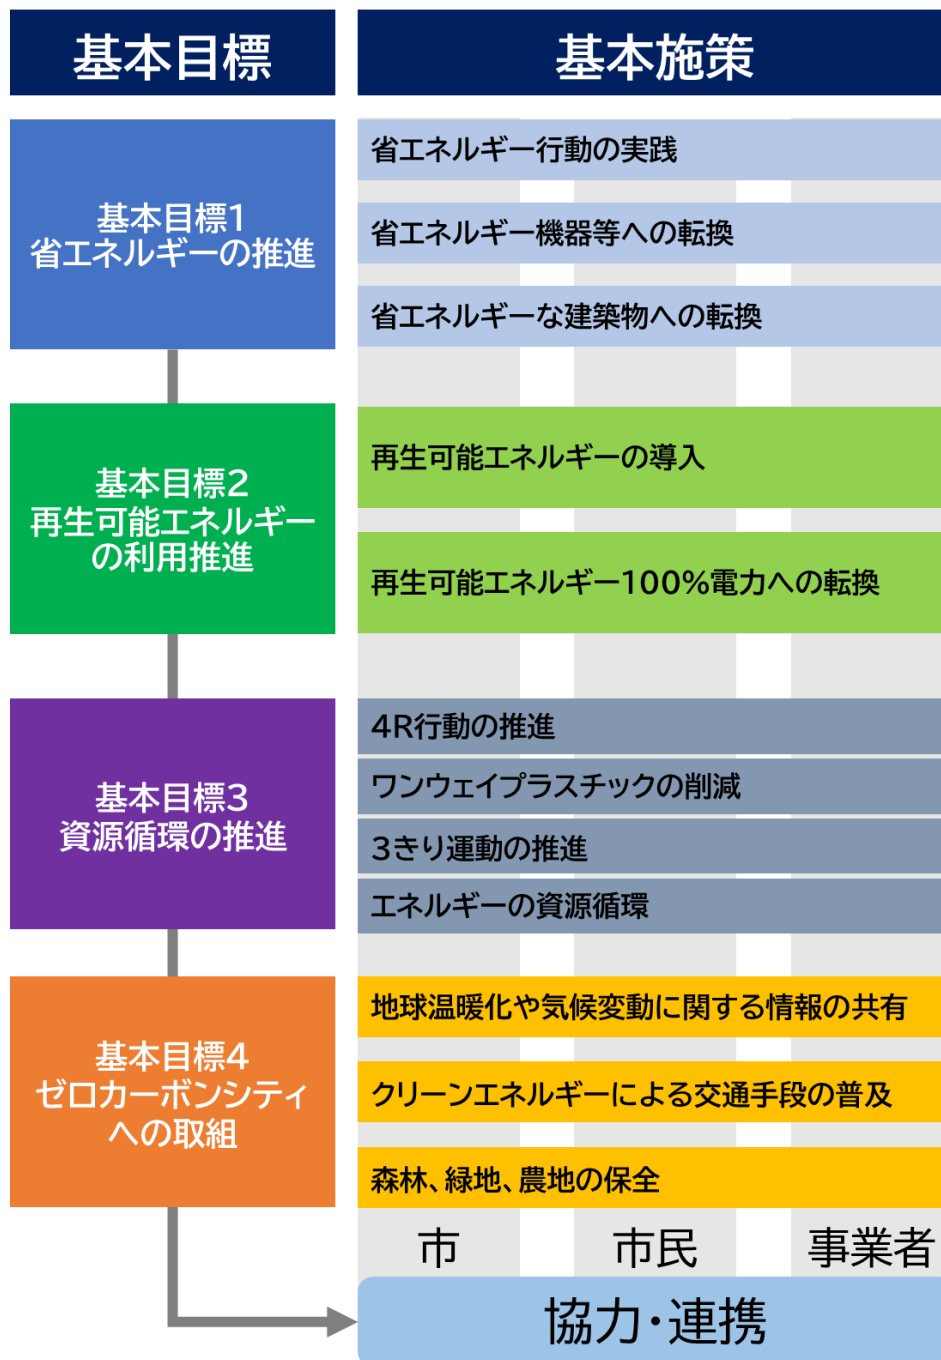 基本目標
基本施策
基本目標1
省エネルギーの推進
省エネルギー行動の実践
省エネルギー機器等への転換
省エネルギーな建築物への転換
基本目標2
再生可能エネルギー
の利用推進
再生可能エネルギーの導入
再生可能エネルギー100%電力への転換
基本目標3
資源循環の推進
4R行動の推進
ワンウェイプラスチックの削減
3きり運動の推進
エネルギーの資源循環
基本目標4
ゼロカーボンシティ
への取組
地球温暖化や気候変動に関する情報の共有
クリーンエネルギーによる交通手段の普及
森林、緑地、農地の保全
市
市民
事業者
協力・連携